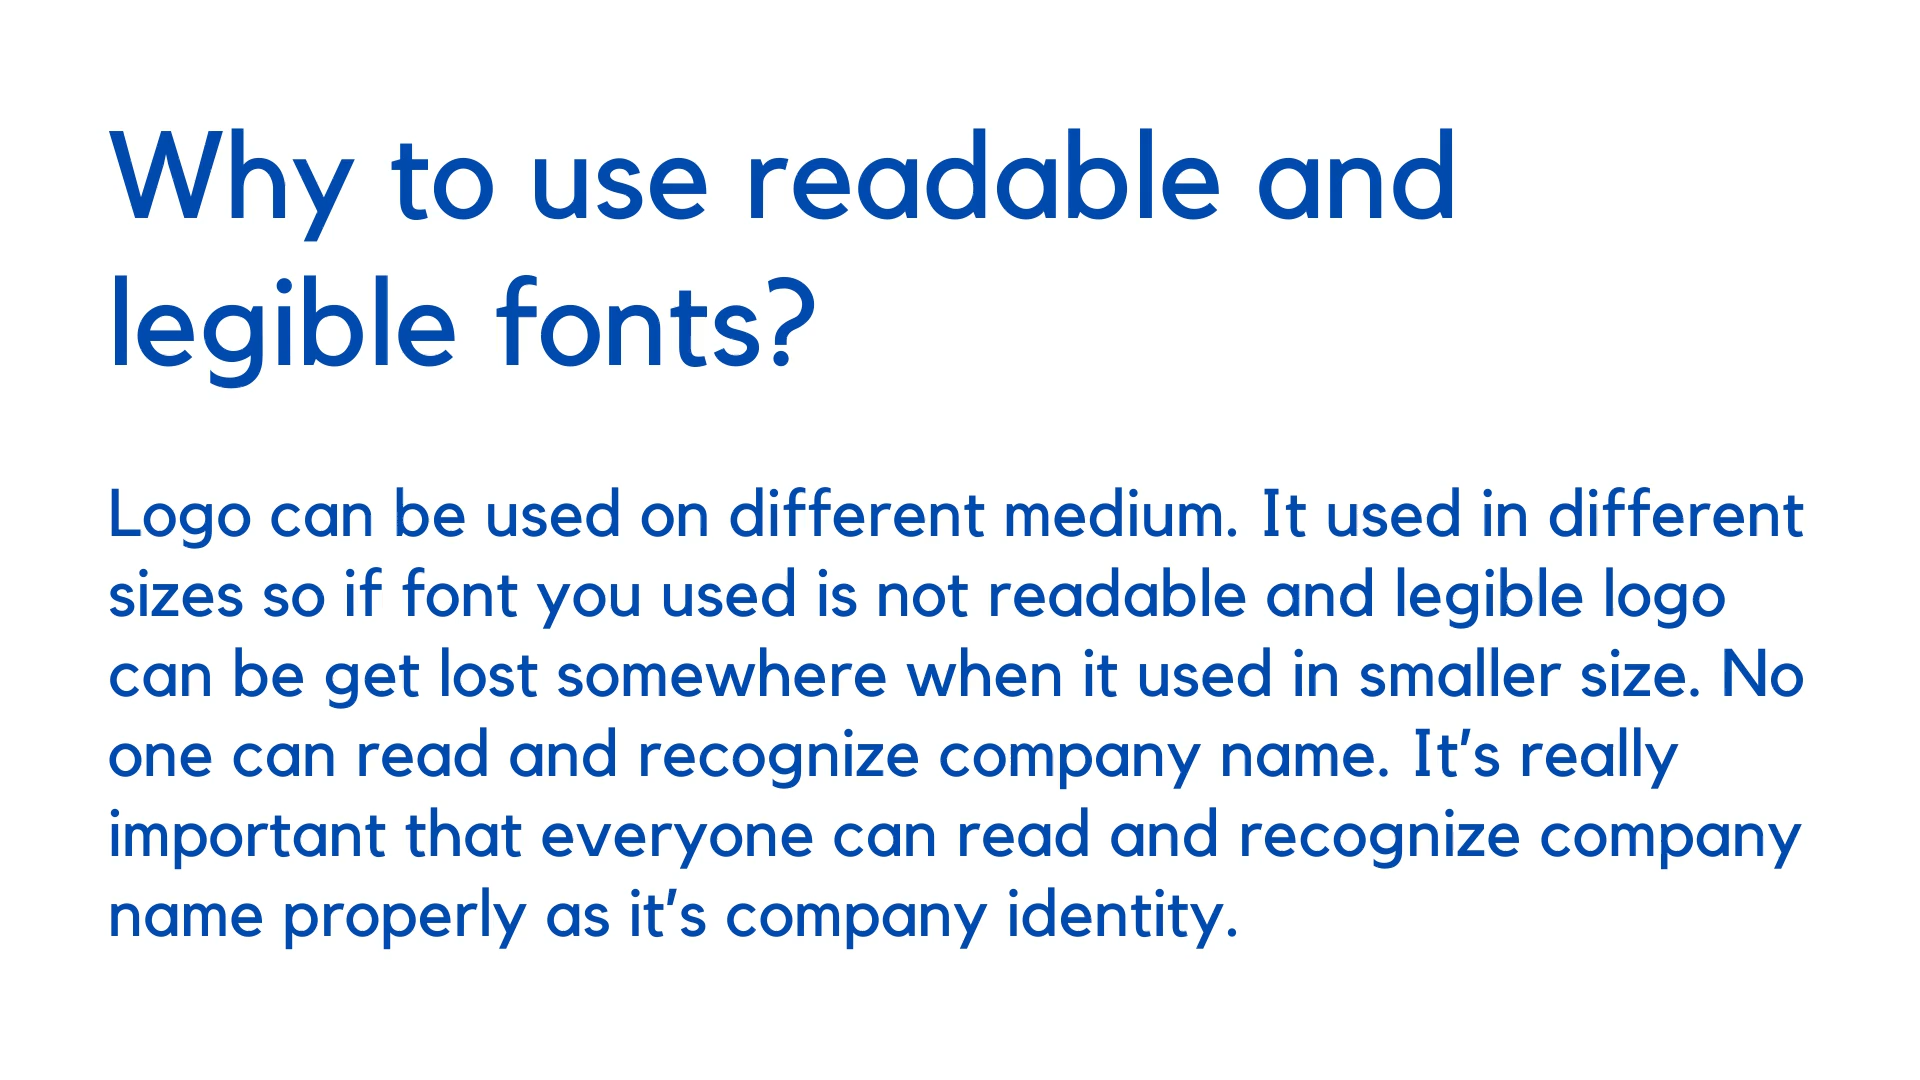 Why to use readable and
legible fonts?
Logo can be used on different medium. It used in different
sizes so if font you used is not readable and legible logo
can be get lost somewhere when it used in smaller size. No
one can read and recognize company name. It’s really
important that everyone can read and recognize company
name properly as it’s company identity.